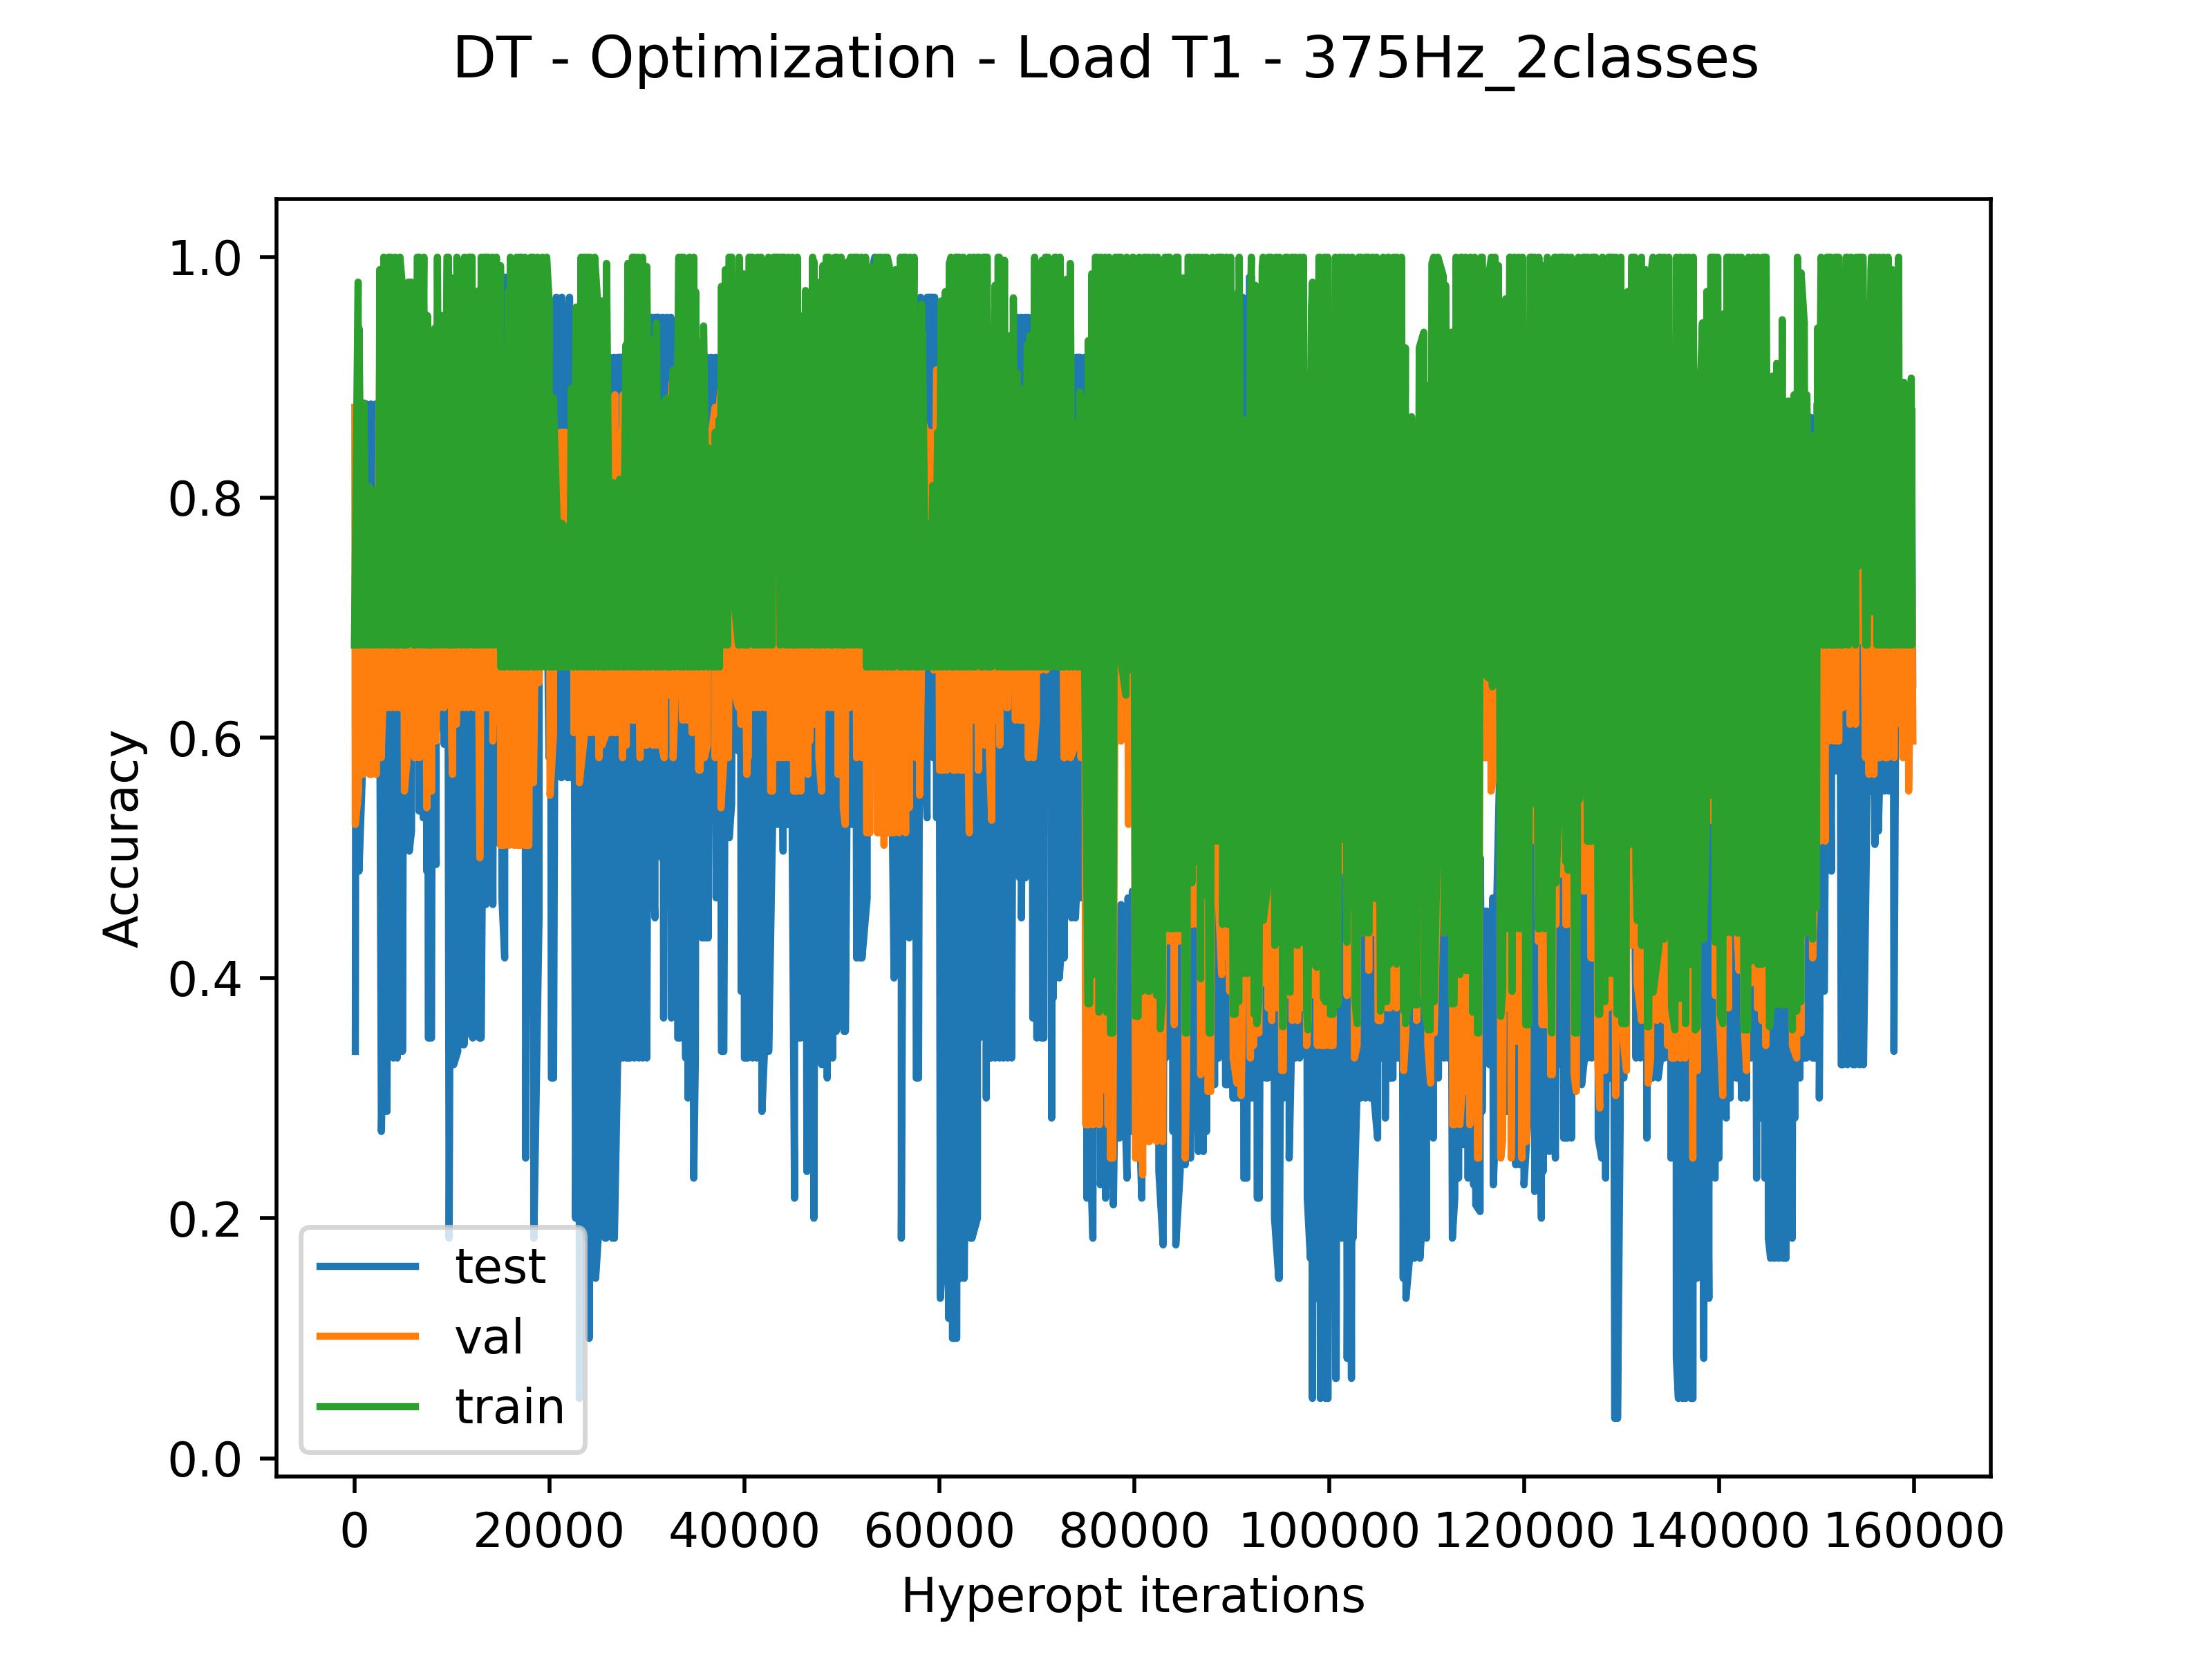 DT - Optimization - Load T1 - 375Hz_2classes
1.0
0.8
0.6
0.4
0.2
0.0
Accuracy
test
val
train
0 20000 40000 60000 80000 100000 120000 140000 160000
Hyperopt iterations